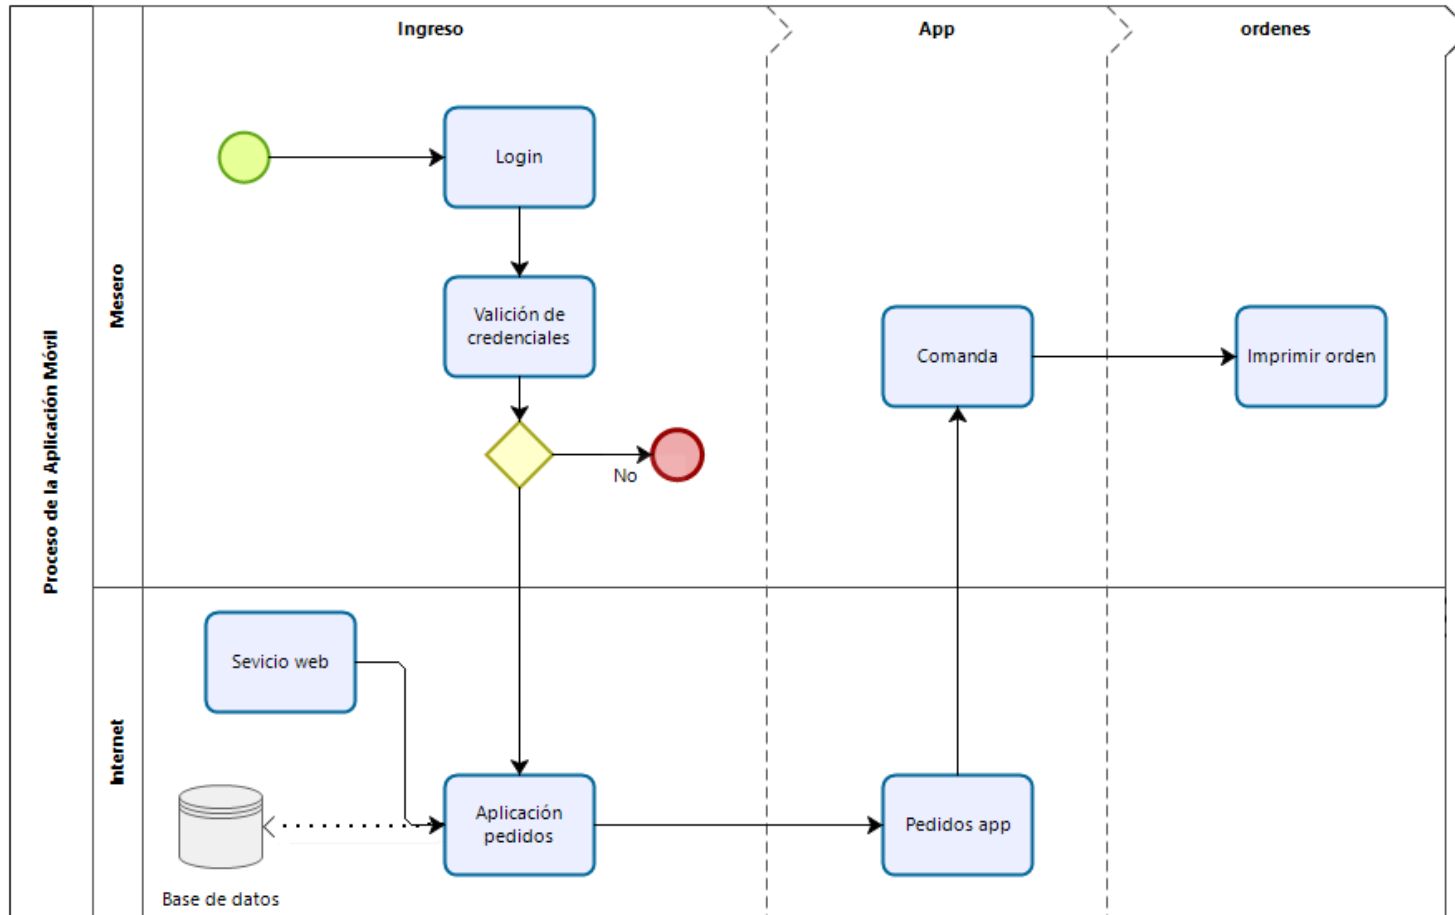 Ingreso
App
ordenes
Proceso de la Aplicación Móvil
Mesero
Login
Valición de
credenciales
No
Comanda
Imprimir orden
Internet
Sevicio web
Base de datos
Aplicación
pedidos
Pedidos app